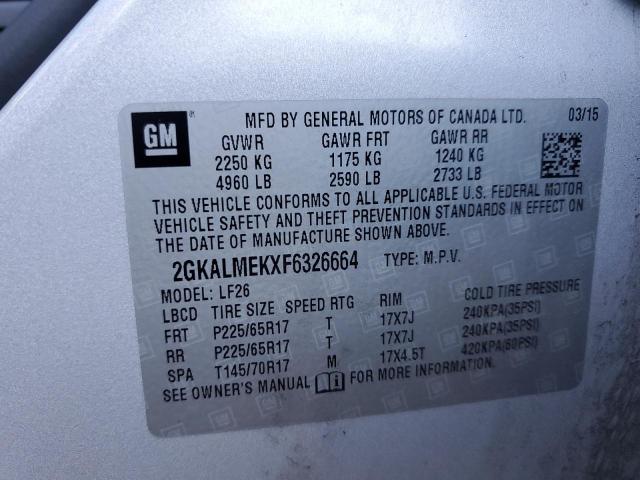 GM
MFD BY GENERAL MOTORS OF CANADA LTD. 03/15
GVWR GAWR FRT GAWR RR
2250 KG 1175 KG 1240 KG
4960 LB 2590 LB 2733 LB
THIS VEHICLE CONFORMS TO ALL APPLICABLE U.S. FEDERAL MOTOR
VEHICLE SAFETY AND THEFT PREVENTION STANDARDS IN EFFECT ON
THE DATE OF MANUFACTURE SHOWN ABOVE.
2GKALMEKXF6326664 TYPE: M.P.V.
MODEL: LF26
LBCD TIRE SIZE SPEED RTG RIM COLD TIRE PRESSURE
FRT P225/65R17 T 17X7J 240KPA(35PSI)
RR P225/65R17 T 17X7J 240KPA(35PSI)
SPA T145/70R17 M 17X4.5T 420KPA(60PSI)
SEE OWNER'S MANUAL FOR MORE INFORMATION.